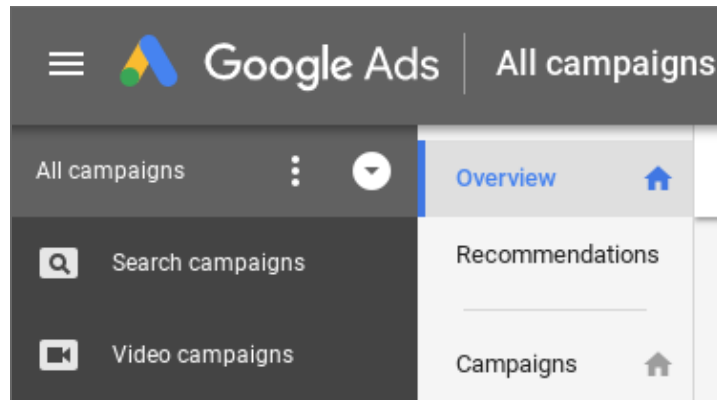 Google Ads
All campaigns
All campaigns
Search campaigns
Video campaigns
Overview
Recommendations
Campaigns